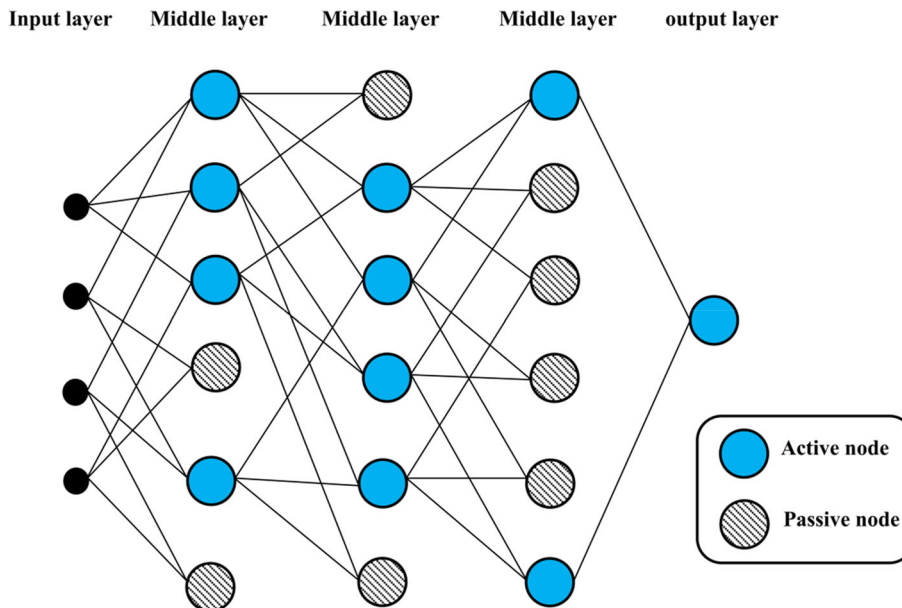 Input layer
Middle layer
Middle layer
Middle layer
output layer
Active node
Passive node